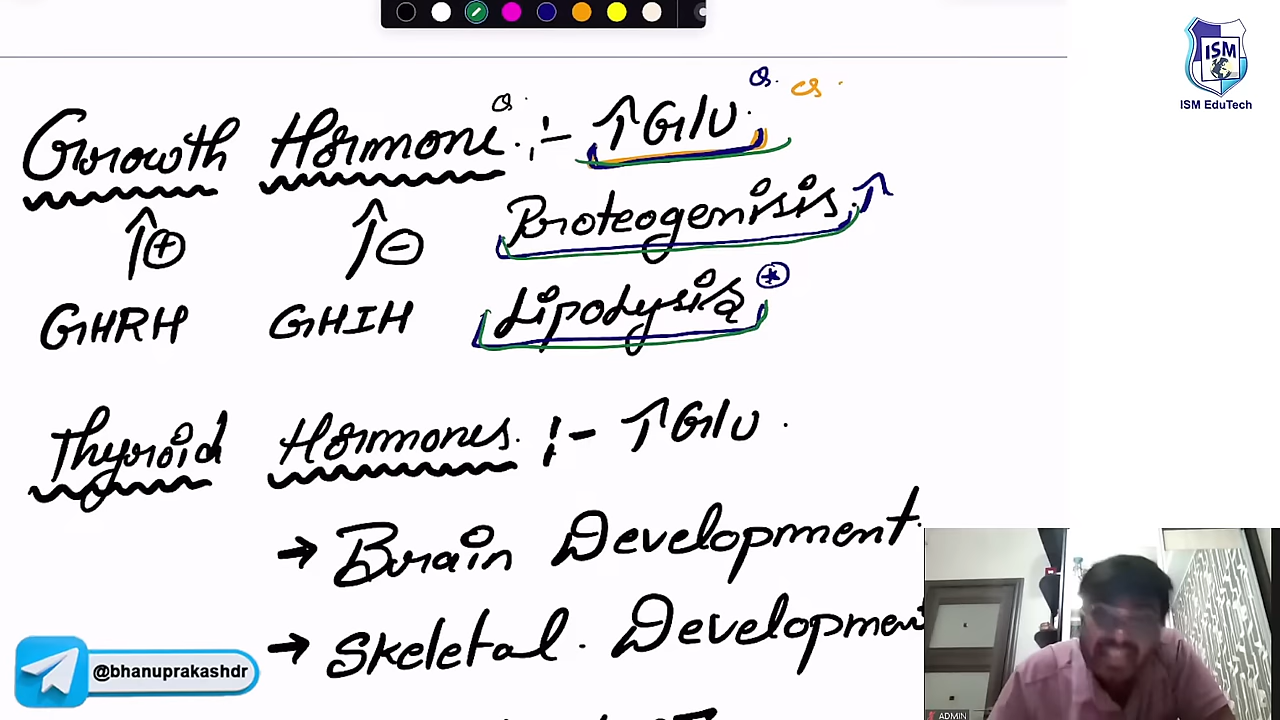 ISM
ISM EduTech
Growth Hormone :- ↑Glu
Proteogenisis ↑
⊕ ⊖
GHRH GHIH Lipolysis
Thyroid Hormones :- ↑Glu
→ Brain Development
→ Skeletal Development
@bhanuprakashdr
ADMIN